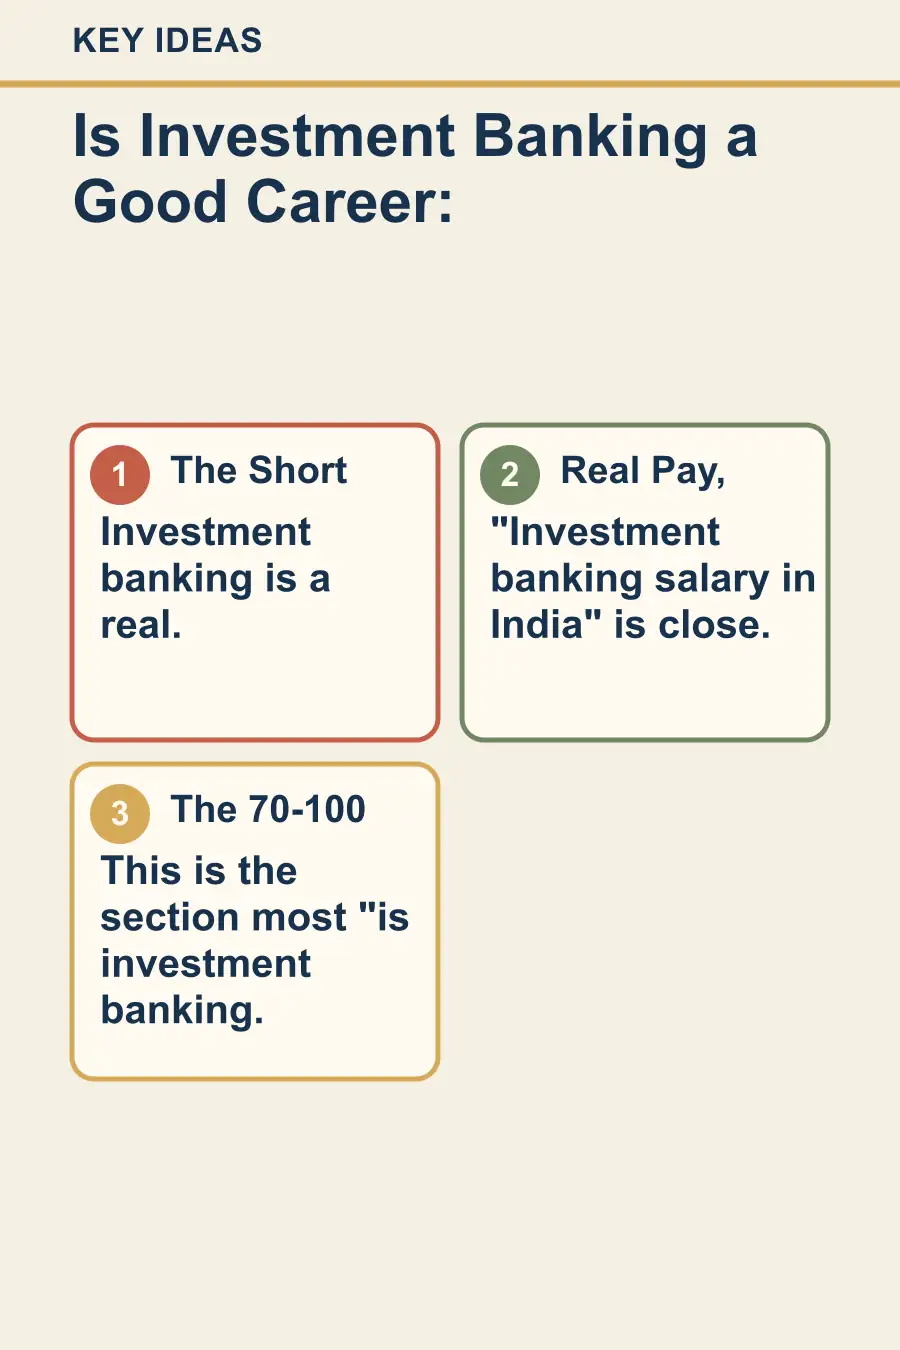 KEY IDEAS
Is Investment Banking a
Good Career:
1 The Short
Investment
banking is a
real.
2 Real Pay,
"Investment
banking salary in
India" is close.
3 The 70-100
This is the
section most "is
investment
banking.